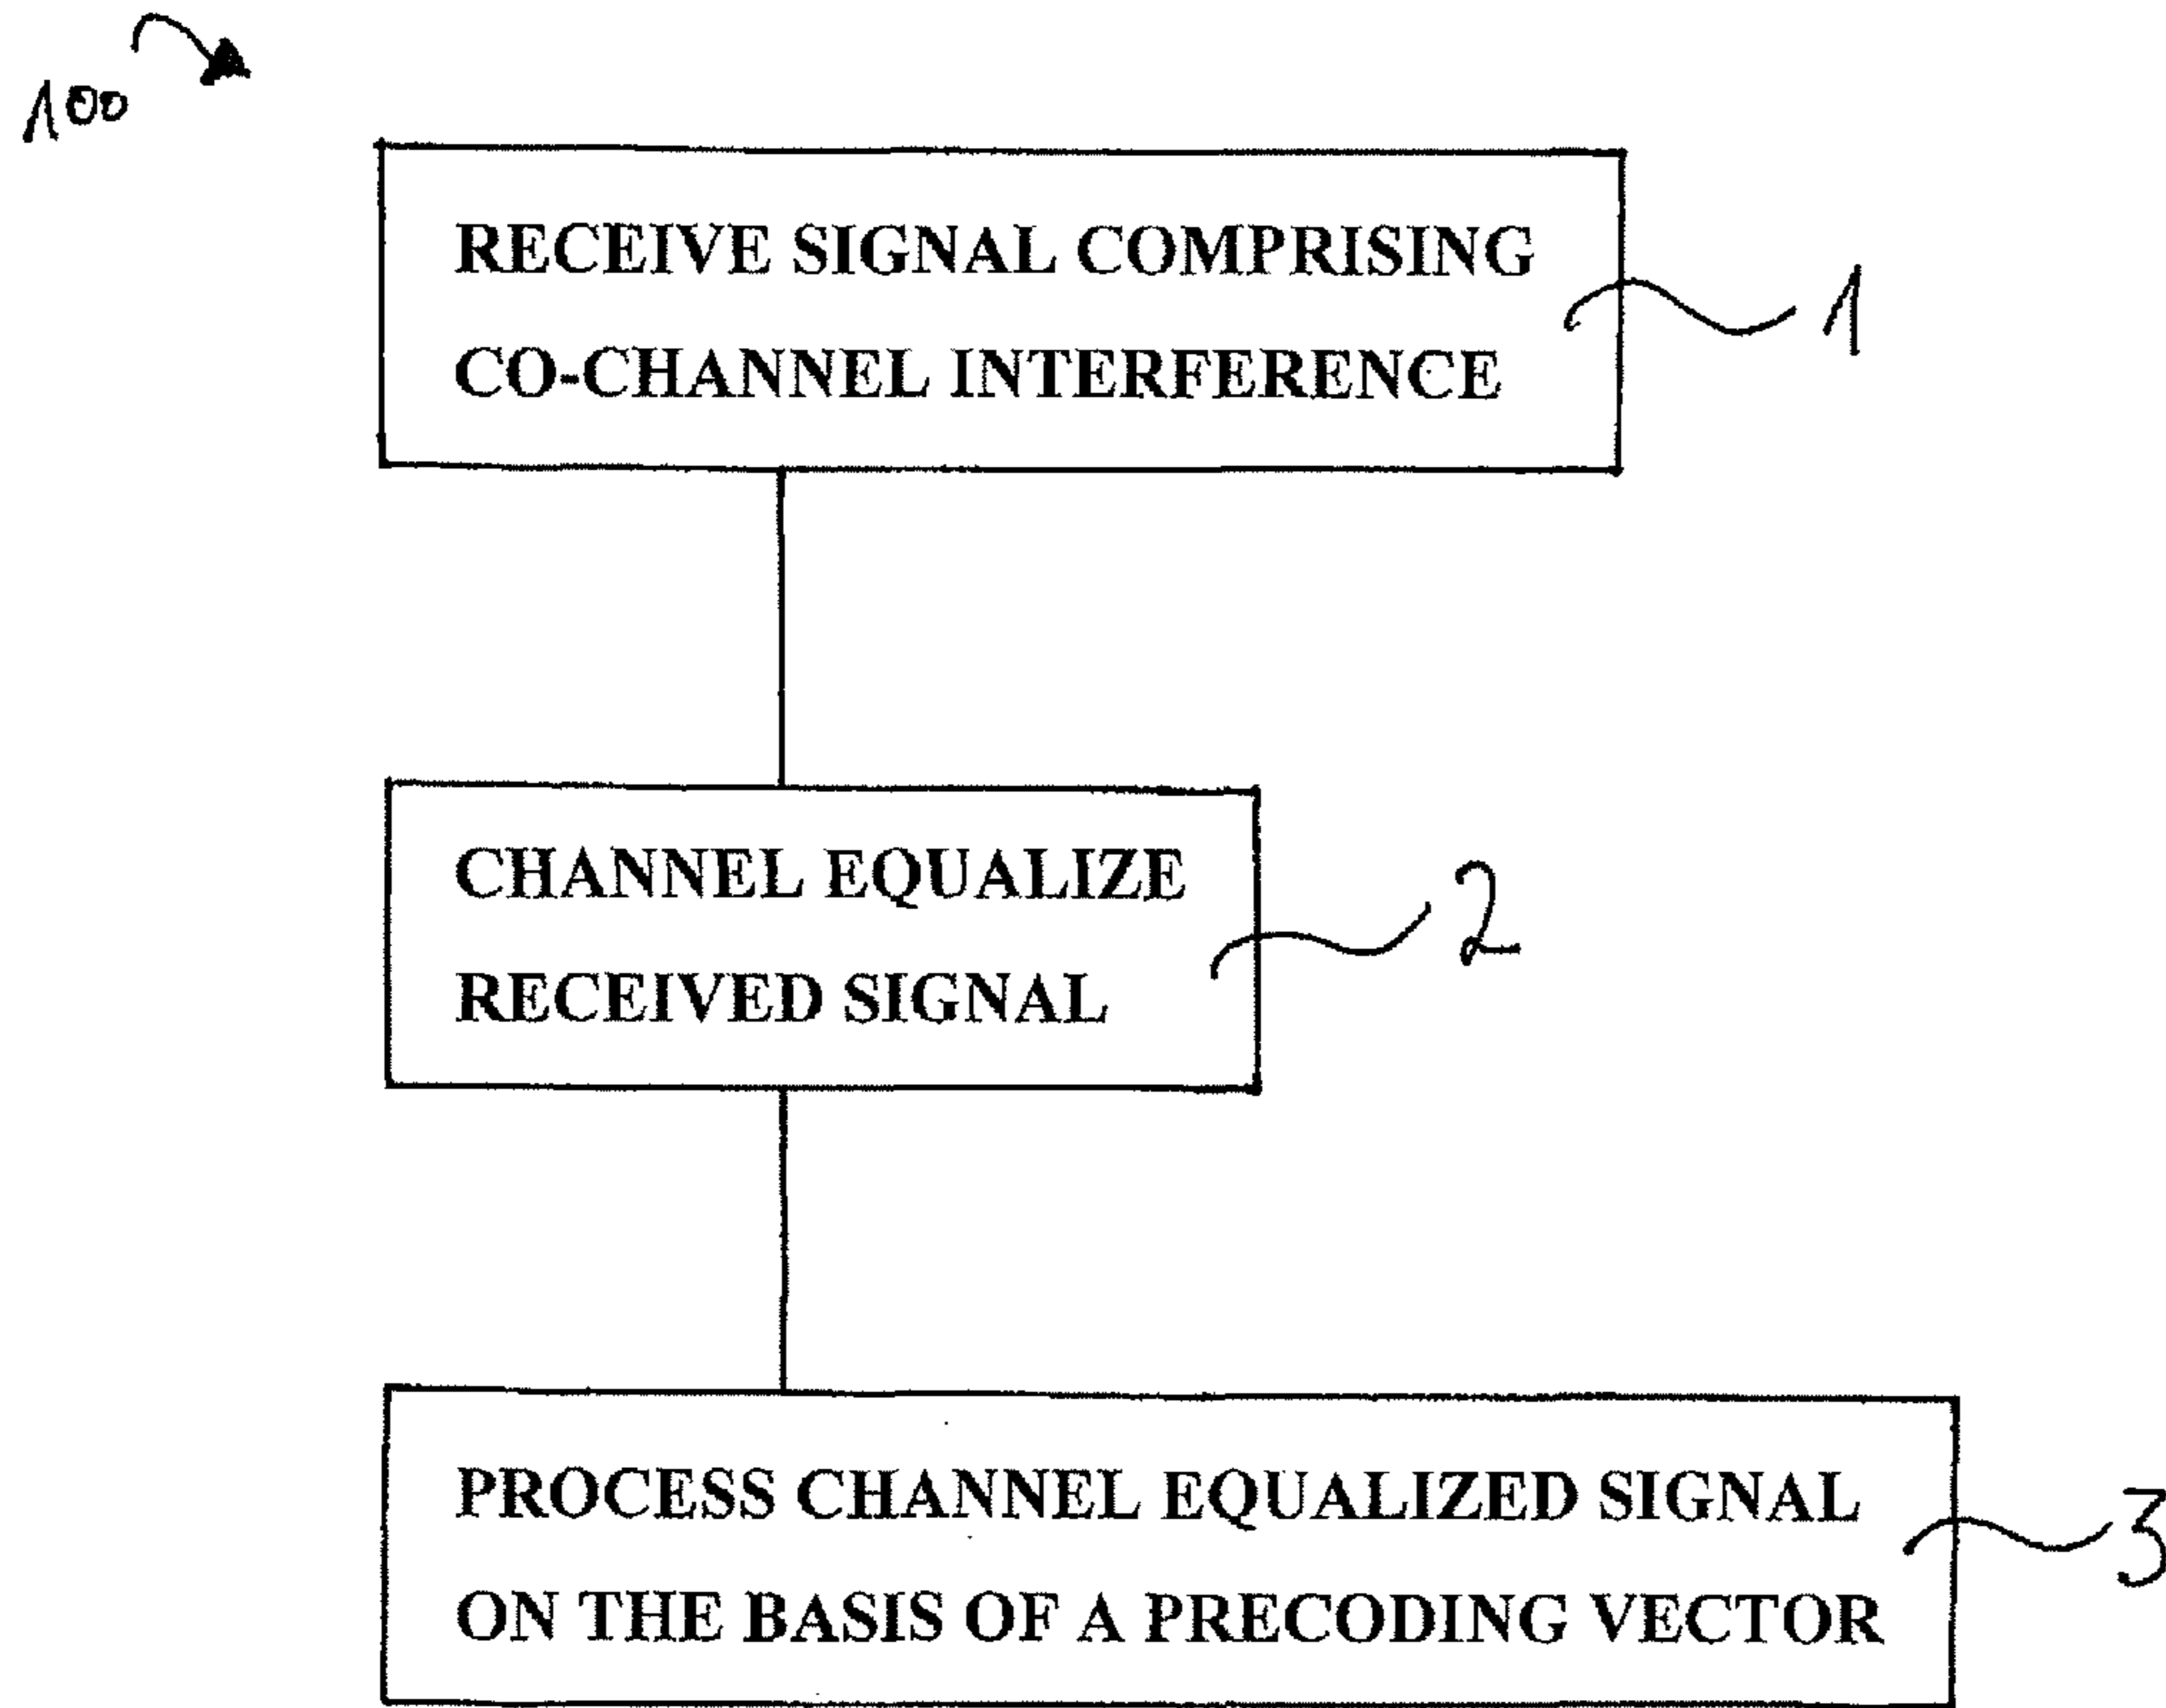 100
RECEIVE SIGNAL COMPRISING
CO-CHANNEL INTERFERENCE
1
CHANNEL EQUALIZE
RECEIVED SIGNAL
2
PROCESS CHANNEL EQUALIZED SIGNAL
ON THE BASIS OF A PRECODING VECTOR
3